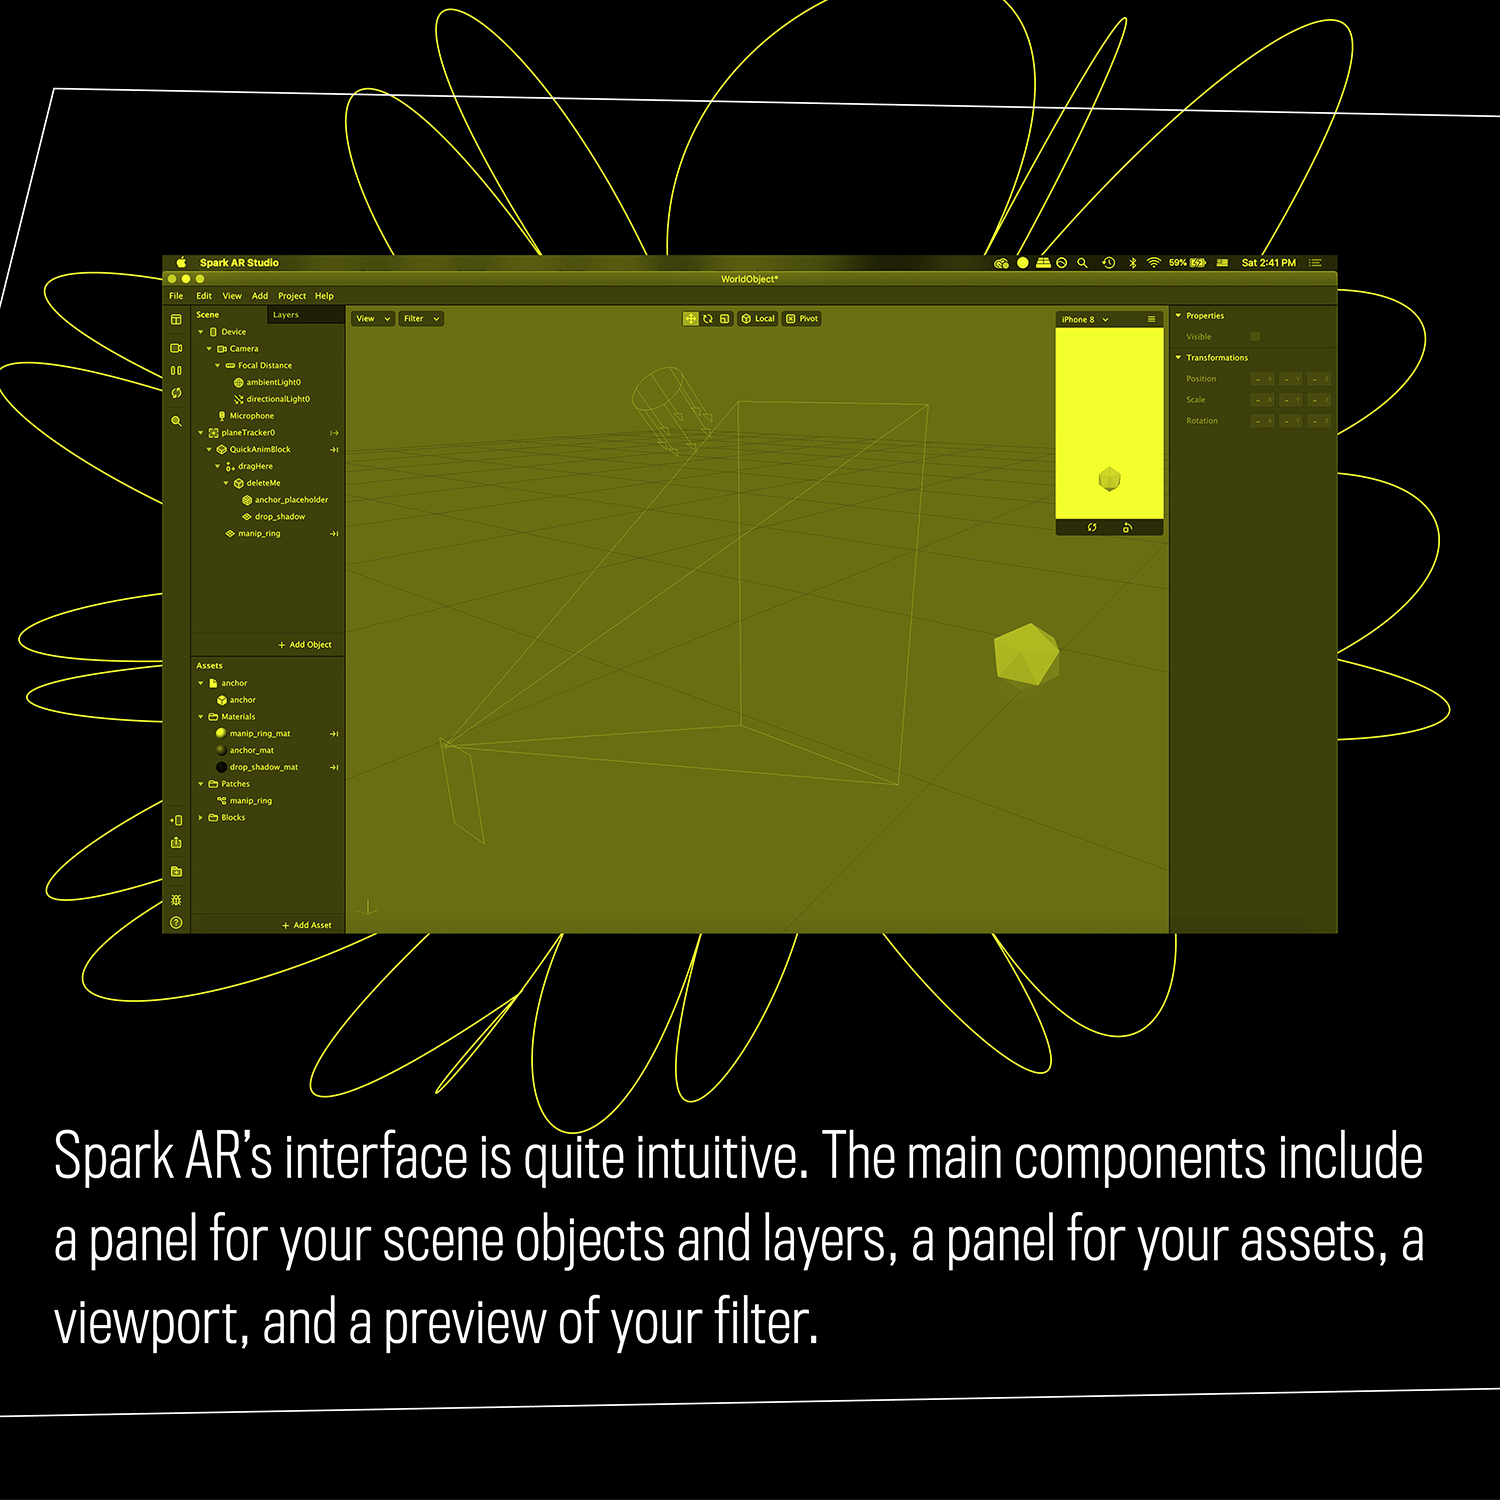 Spark AR Studio
59%
Sat 2:41 PM
WorldObject*
File Edit View Add Project Help
Scene
Layers
Device
Camera
Focal Distance
ambientLight0
directionalLight0
Microphone
planeTracker0
QuickAnimBlock
dragHere
deleteMe
anchor_placeholder
drop_shadow
manip_ring
+ Add Object
Assets
anchor
anchor
Materials
manip_ring_mat
anchor_mat
drop_shadow_mat
Patches
manip_ring
Blocks
+ Add Asset
View
Filter
Local
Pivot
iPhone 8
Properties
Visible
Transformations
Position - X - Y - Z
Scale - X - Y - Z
Rotation - X - Y - Z
Spark AR’s interface is quite intuitive. The main components include
a panel for your scene objects and layers, a panel for your assets, a
viewport, and a preview of your filter.